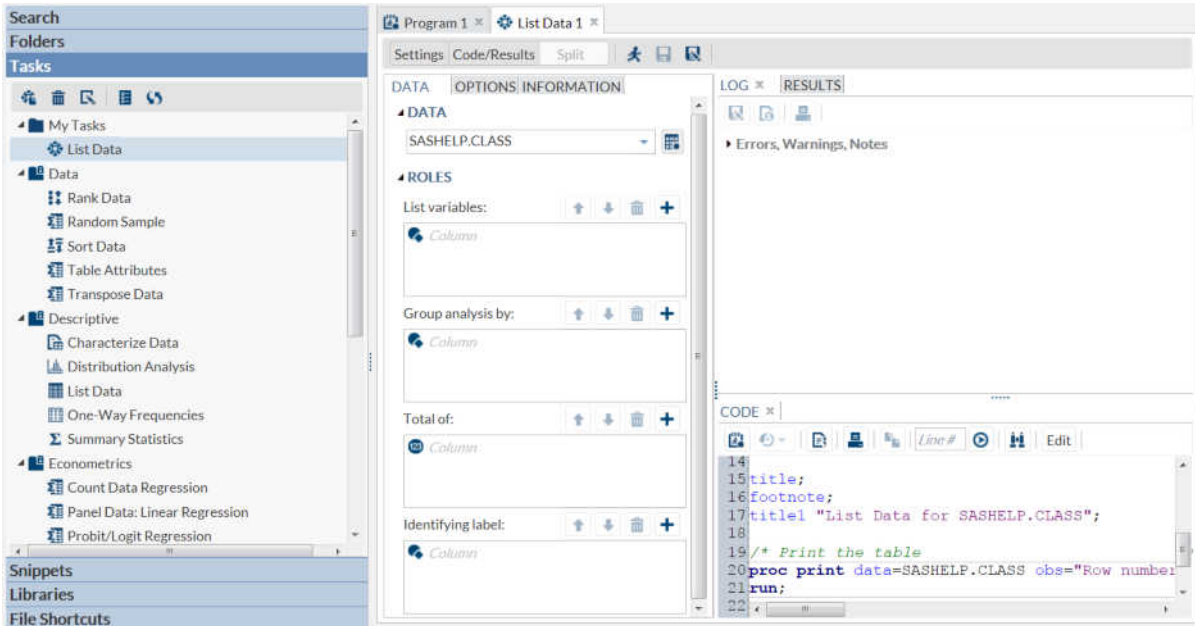 Search
Folders
Tasks
My Tasks
List Data
Data
Rank Data
Random Sample
Sort Data
Table Attributes
Transpose Data
Descriptive
Characterize Data
Distribution Analysis
List Data
One-Way Frequencies
Summary Statistics
Econometrics
Count Data Regression
Panel Data: Linear Regression
Probit/Logit Regression
Snippets
Libraries
File Shortcuts
Program 1 × List Data 1 ×
Settings Code/Results Split
DATA OPTIONS INFORMATION
DATA
SASHELP.CLASS
ROLES
List variables:
Column
Group analysis by:
Column
Total of:
123 Column
Identifying label:
Column
LOG × RESULTS
Errors, Warnings, Notes
CODE ×
Line # Edit
14
15 title;
16 footnote;
17 title1 "List Data for SASHELP.CLASS";
18
19 /* Print the table
20 proc print data=SASHELP.CLASS obs="Row number
21 run;
22